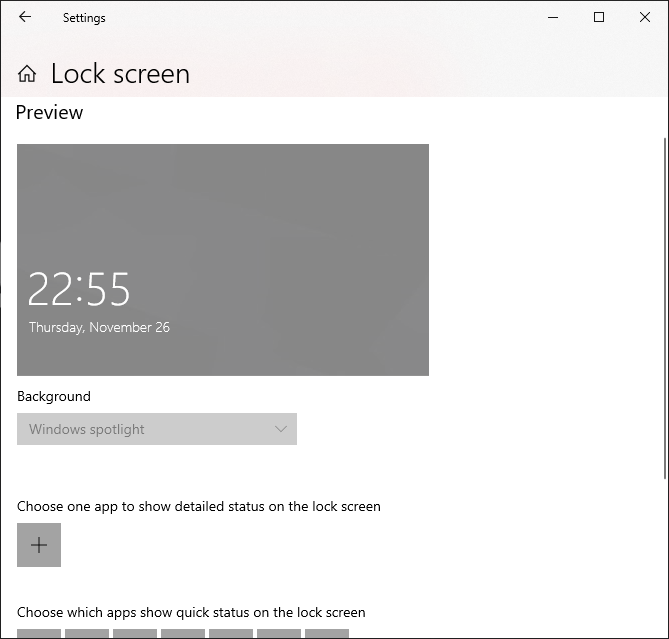 Settings
Lock screen
Preview
22:55
Thursday, November 26
Background
Windows spotlight
Choose one app to show detailed status on the lock screen
Choose which apps show quick status on the lock screen